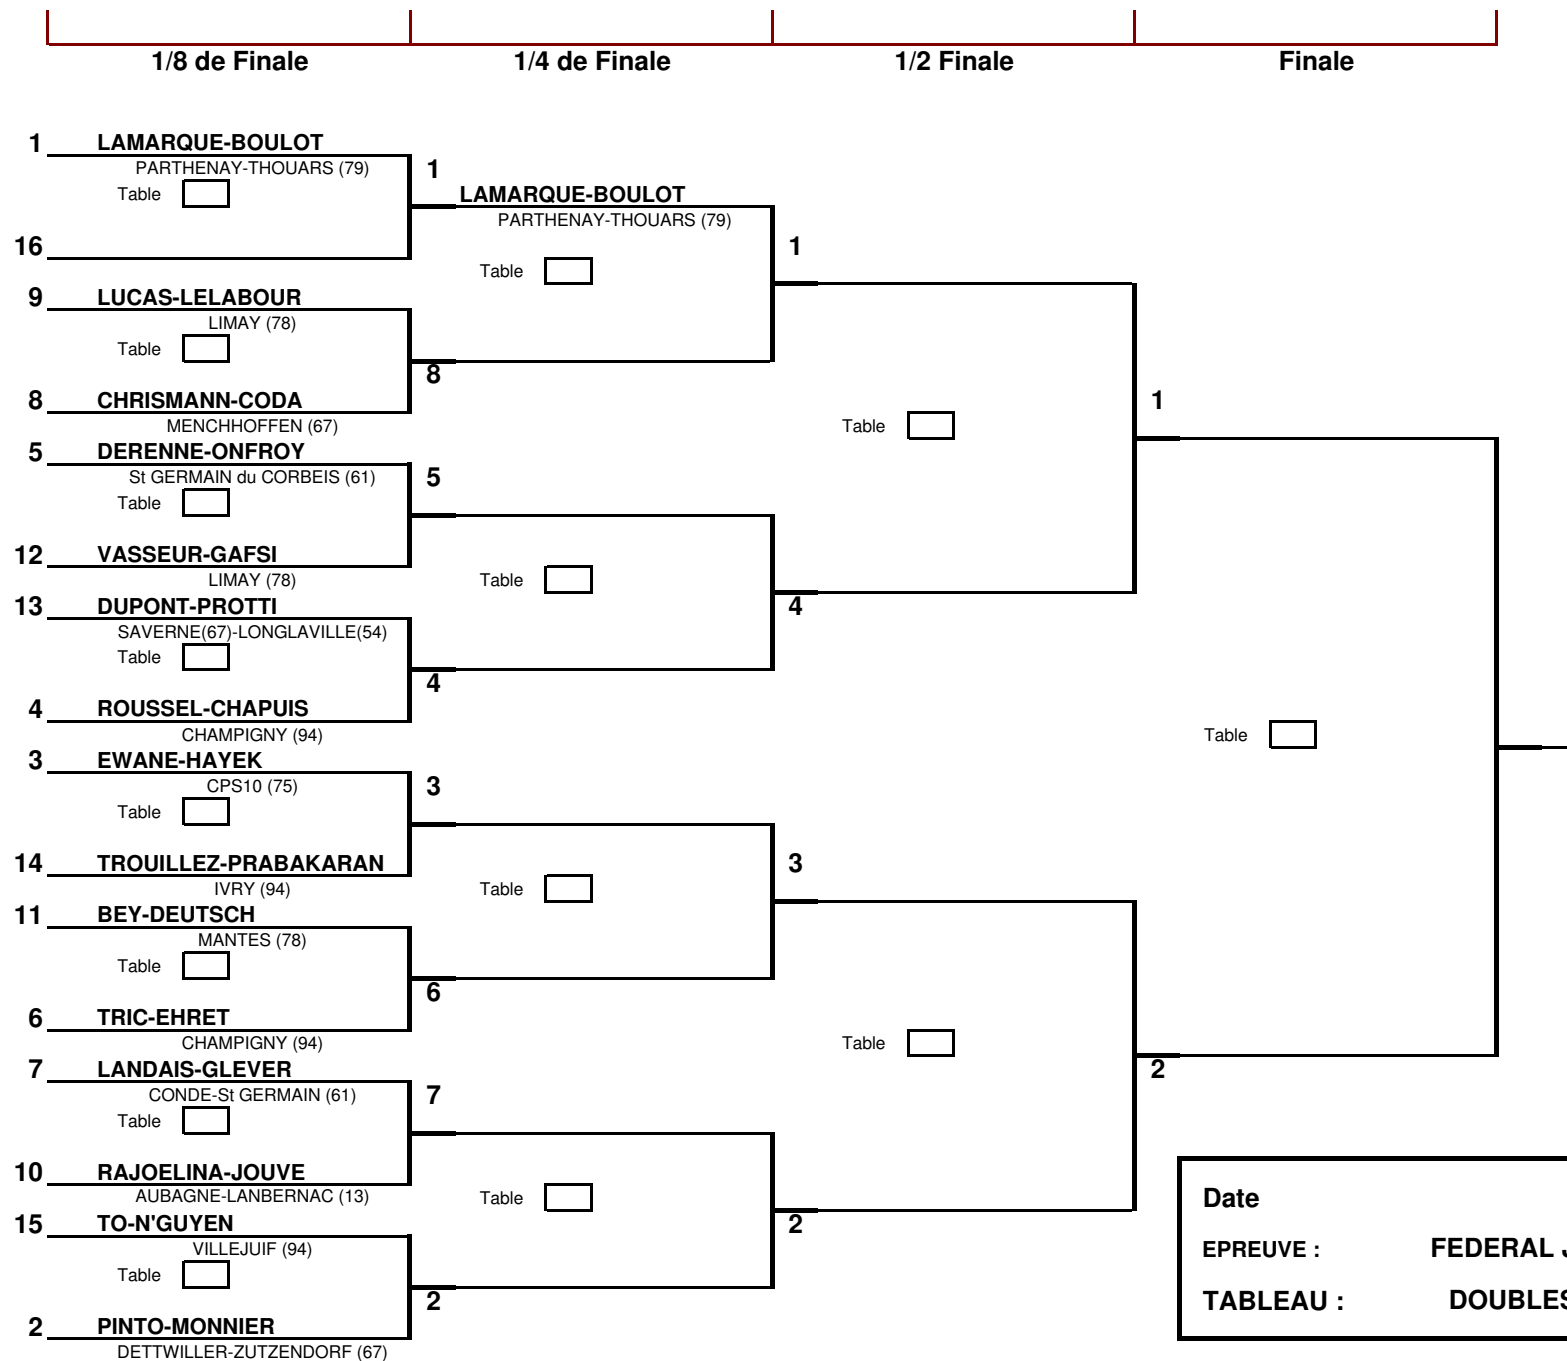 1/8 de Finale 1/4 de Finale 1/2 Finale Finale
1 LAMARQUE-BOULOT
PARTHENAY-THOUARS (79)
Table
1
LAMARQUE-BOULOT
PARTHENAY-THOUARS (79)
16
1
Table
9 LUCAS-LELABOUR
LIMAY (78)
Table
8
8 CHRISMANN-CODA
MENCHHOFFEN (67)
1
Table
5 DERENNE-ONFROY
St GERMAIN du CORBEIS (61)
Table
5
12 VASSEUR-GAFSI
LIMAY (78)
Table
13 DUPONT-PROTTI
4
SAVERNE(67)-LONGLAVILLE(54)
Table
4
4 ROUSSEL-CHAPUIS
CHAMPIGNY (94)
Table
3 EWANE-HAYEK
CPS10 (75)
Table
3
14 TROUILLEZ-PRABAKARAN
3
IVRY (94)
Table
11 BEY-DEUTSCH
MANTES (78)
Table
6
6 TRIC-EHRET
CHAMPIGNY (94)
Table
7 LANDAIS-GLEVER
2
CONDE-St GERMAIN (61)
Table
7
10 RAJOELINA-JOUVE
AUBAGNE-LANBERNAC (13)
Table
15 TO-N'GUYEN
2
VILLEJUIF (94)
Table
2
2 PINTO-MONNIER
DETTWILLER-ZUTZENDORF (67)
Date
EPREUVE : FEDERAL J
TABLEAU : DOUBLES